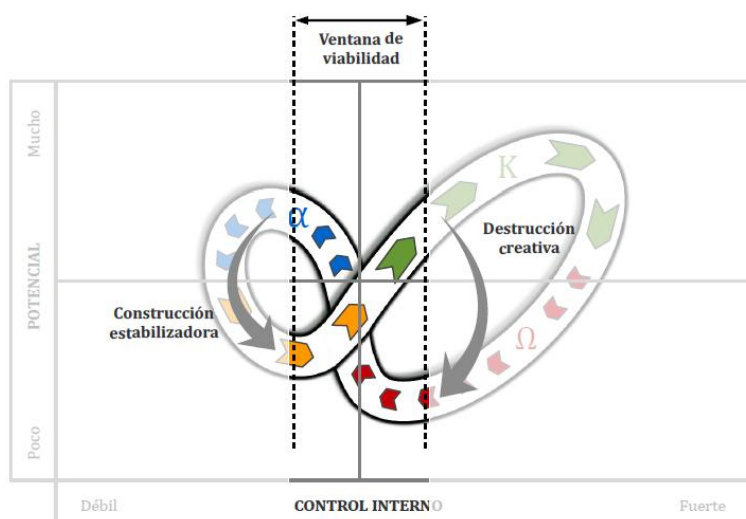 Ventana de
viabilidad
Mucho
POTENCIAL
Poco
α
K
Ω
Destrucción
creativa
Construcción
estabilizadora
Débil
CONTROL INTERNO
Fuerte